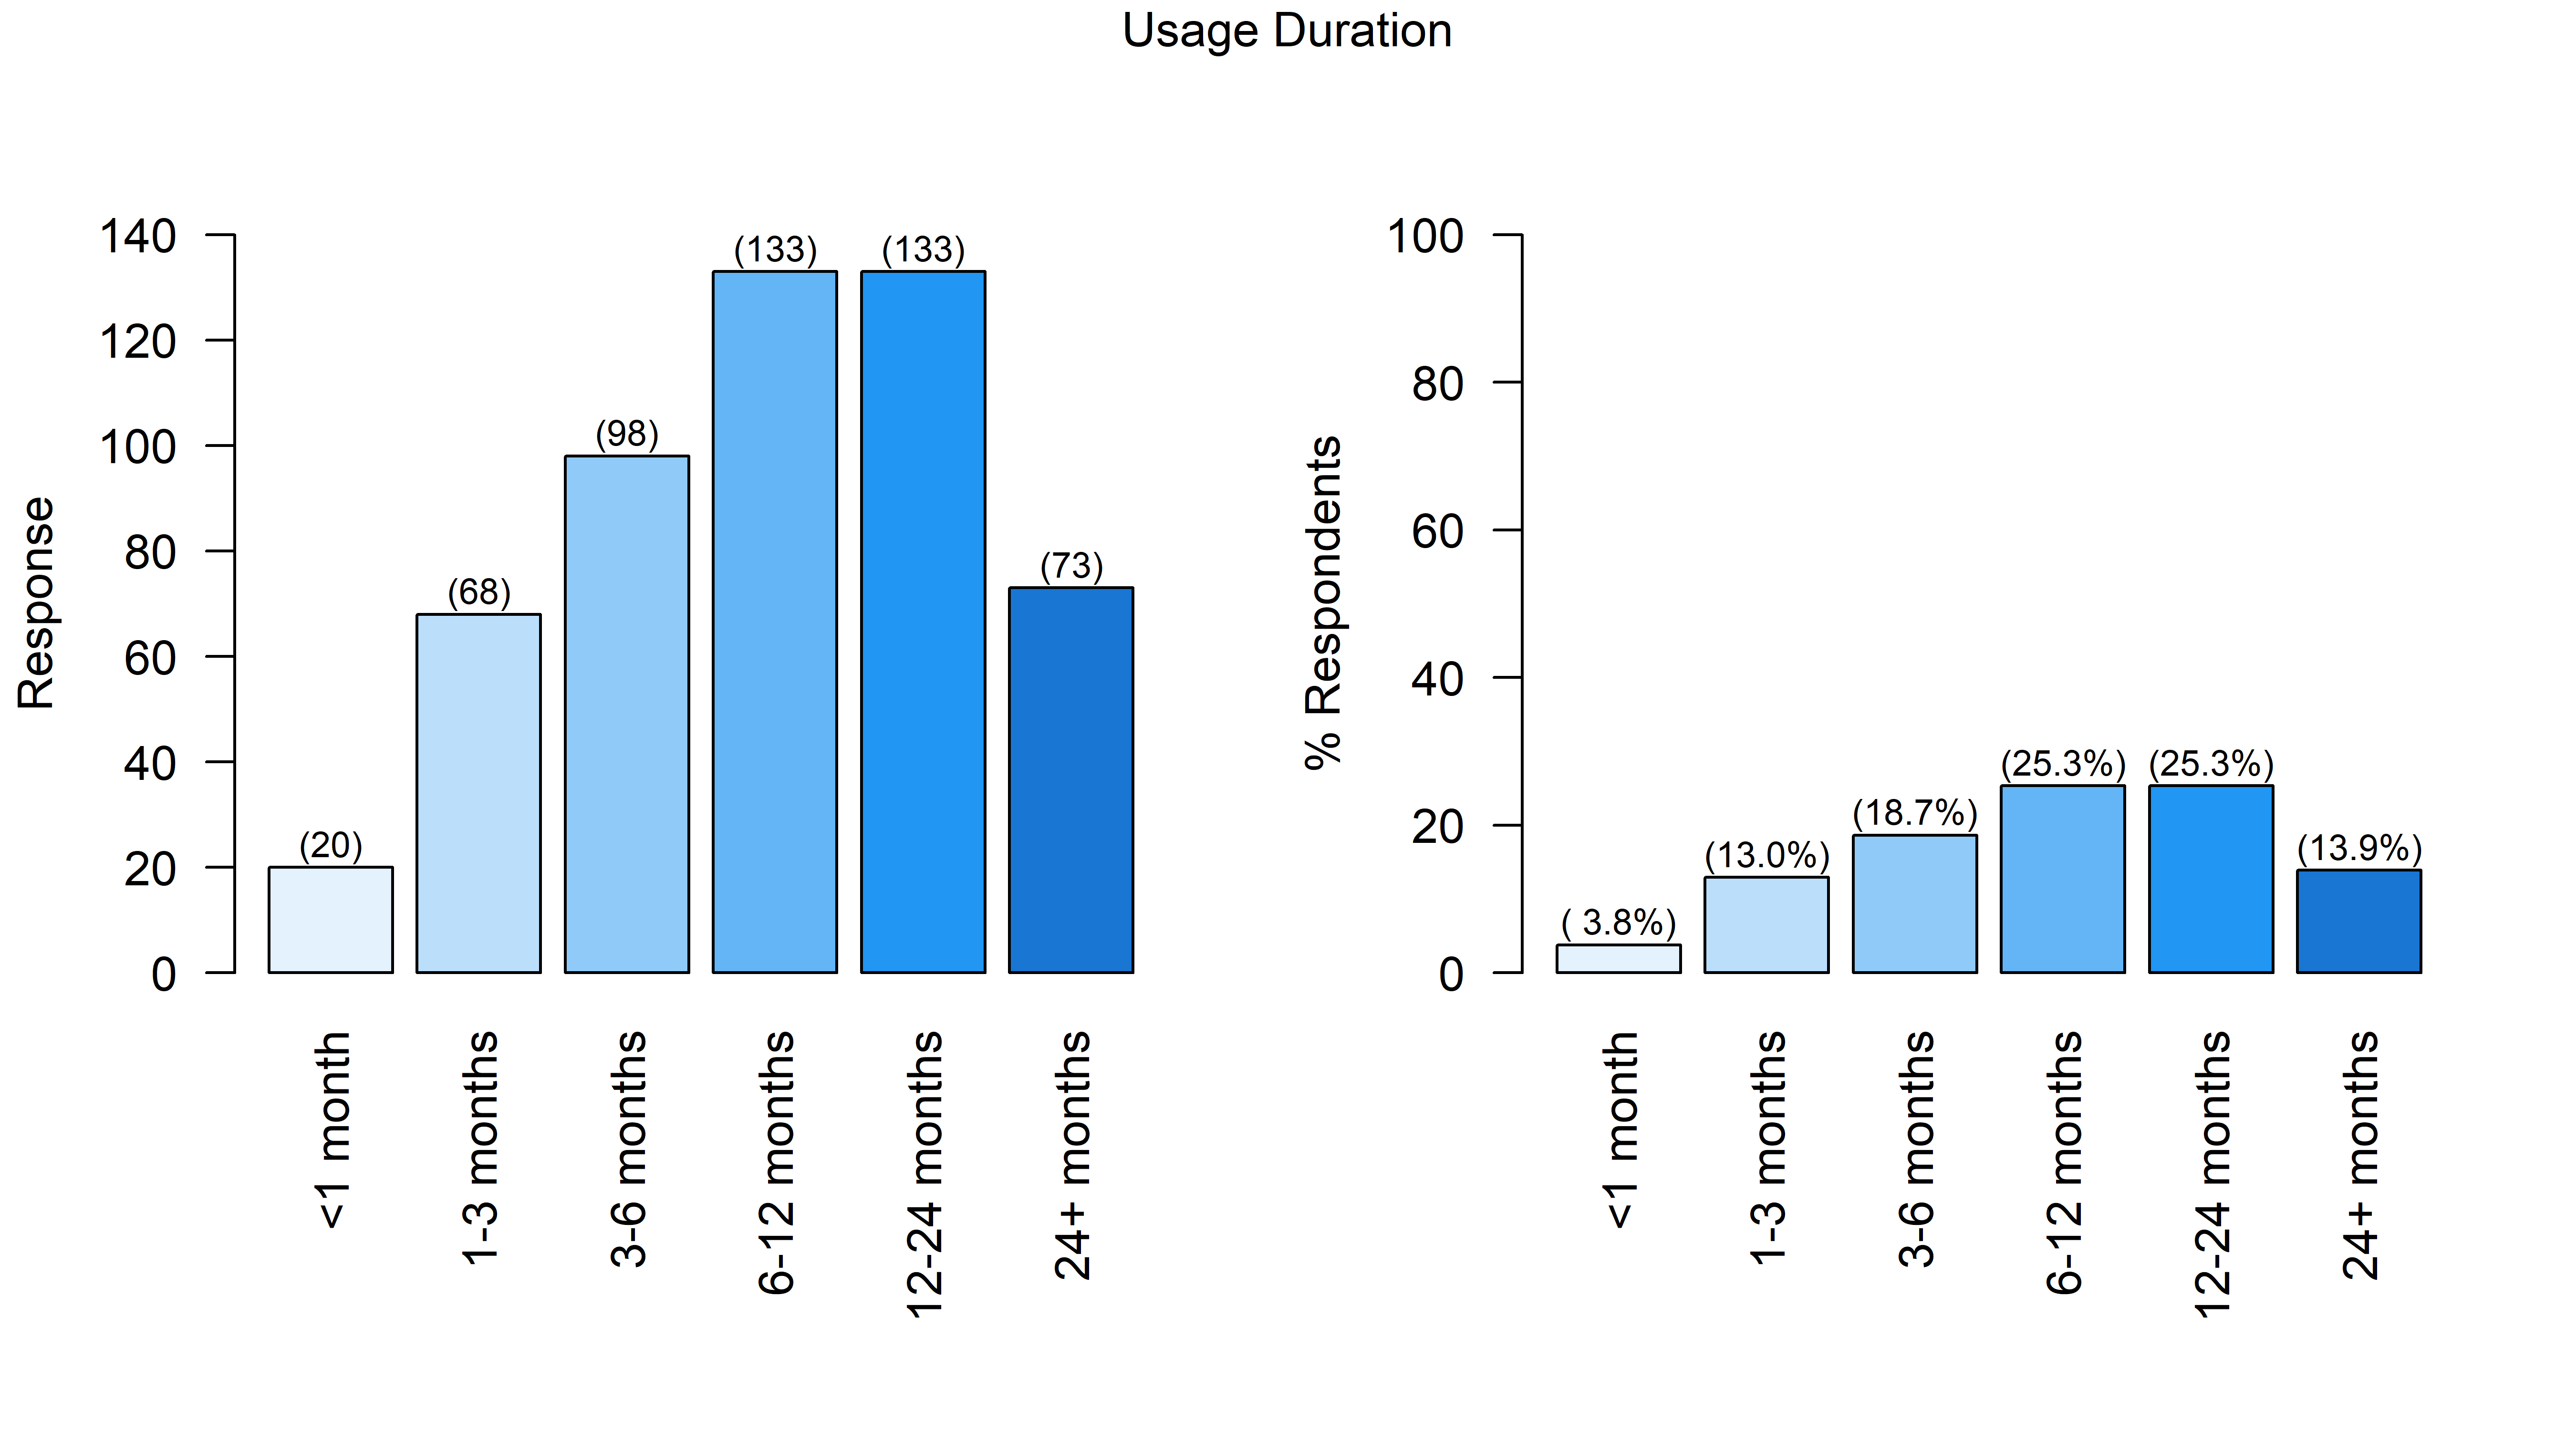 Usage Duration
Response
140
120
100
80
60
40
20
0
(20)
(68)
(98)
(133)
(133)
(73)
<1 month
1-3 months
3-6 months
6-12 months
12-24 months
24+ months
% Respondents
100
80
60
40
20
0
( 3.8%)
(13.0%)
(18.7%)
(25.3%)
(25.3%)
(13.9%)
<1 month
1-3 months
3-6 months
6-12 months
12-24 months
24+ months